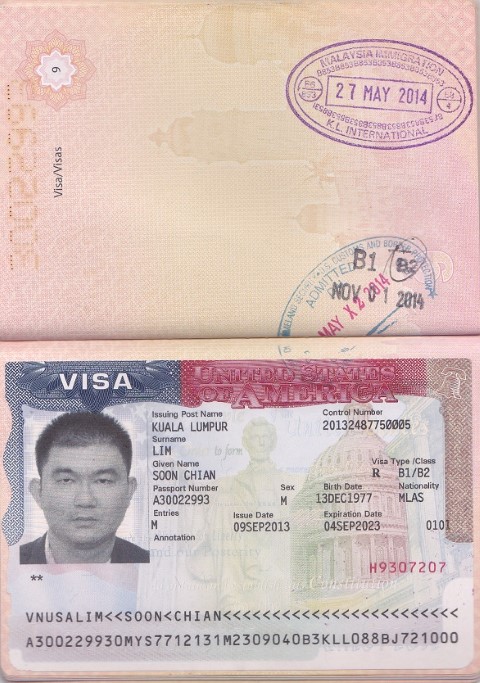 9
Visa/Visas
MALAYSIA IMMIGRATION
27 MAY 2014
K.L. INTERNATIONAL
B1 B2
ADMITTED
NOV 01 2014
MAY X 2 2014
VISA
UNITED STATES
OF AMERICA
Issuing Post Name Control Number
KUALA LUMPUR 20132487750005
Surname
LIM
Given Name Visa Type /Class
SOON CHIAN R B1/B2
Passport Number Sex Birth Date Nationality
A30022993 M 13DEC1977 MLAS
Entries Issue Date Expiration Date
M 09SEP2013 04SEP2023 0101
Annotation
H9307207
**
VNUSALIM<<SOON<CHIAN<<<<<<<<<<<<<<<<<<<<<<<<
A300229930MYS7712131M2309040B3KLL088BJ721000